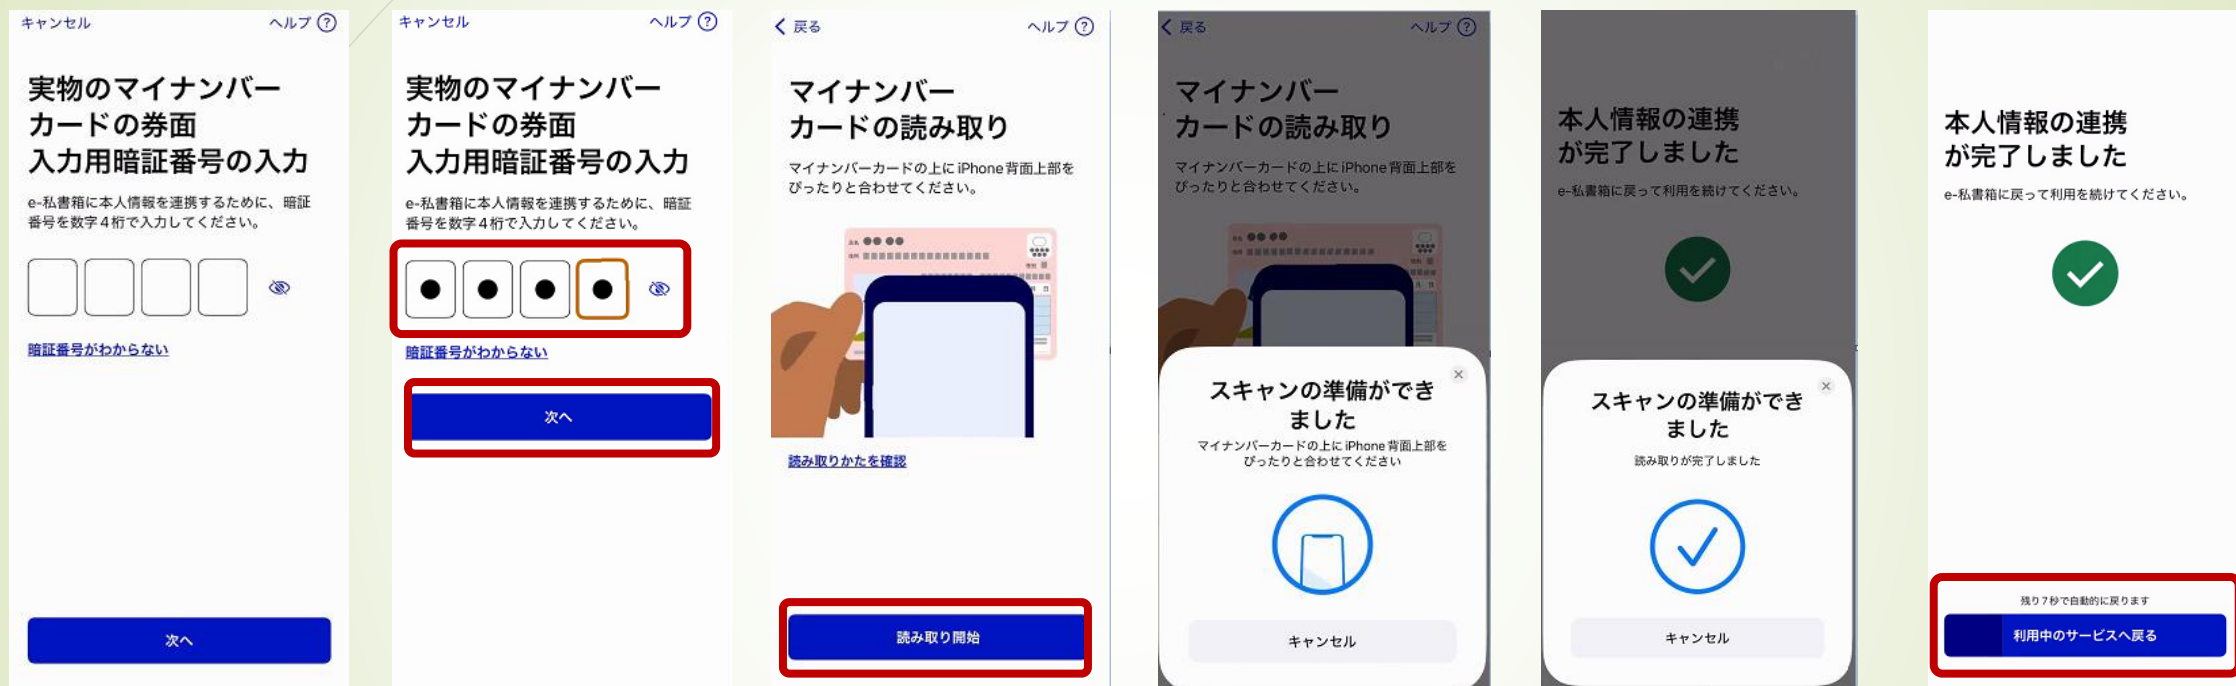 キャンセル
ヘルプ ?
実物のマイナンバー
カードの券面
入力用暗証番号の入力
e-私書箱に本人情報を連携するために、暗証
番号を数字4桁で入力してください。
暗証番号がわからない
次へ
キャンセル
ヘルプ ?
実物のマイナンバー
カードの券面
入力用暗証番号の入力
e-私書箱に本人情報を連携するために、暗証
番号を数字4桁で入力してください。
暗証番号がわからない
次へ
戻る
ヘルプ ?
マイナンバー
カードの読み取り
マイナンバーカードの上にiPhone背面上部を
ぴったりと合わせてください。
読み取りかたを確認
読み取り開始
戻る
ヘルプ ?
マイナンバー
カードの読み取り
マイナンバーカードの上にiPhone背面上部を
ぴったりと合わせてください。
スキャンの準備ができ
ました
マイナンバーカードの上にiPhone背面上部を
ぴったりと合わせてください
キャンセル
本人情報の連携
が完了しました
e-私書箱に戻って利用を続けてください。
スキャンの準備ができ
ました
読み取りが完了しました
キャンセル
本人情報の連携
が完了しました
e-私書箱に戻って利用を続けてください。
残り7秒で自動的に戻ります
利用中のサービスへ戻る